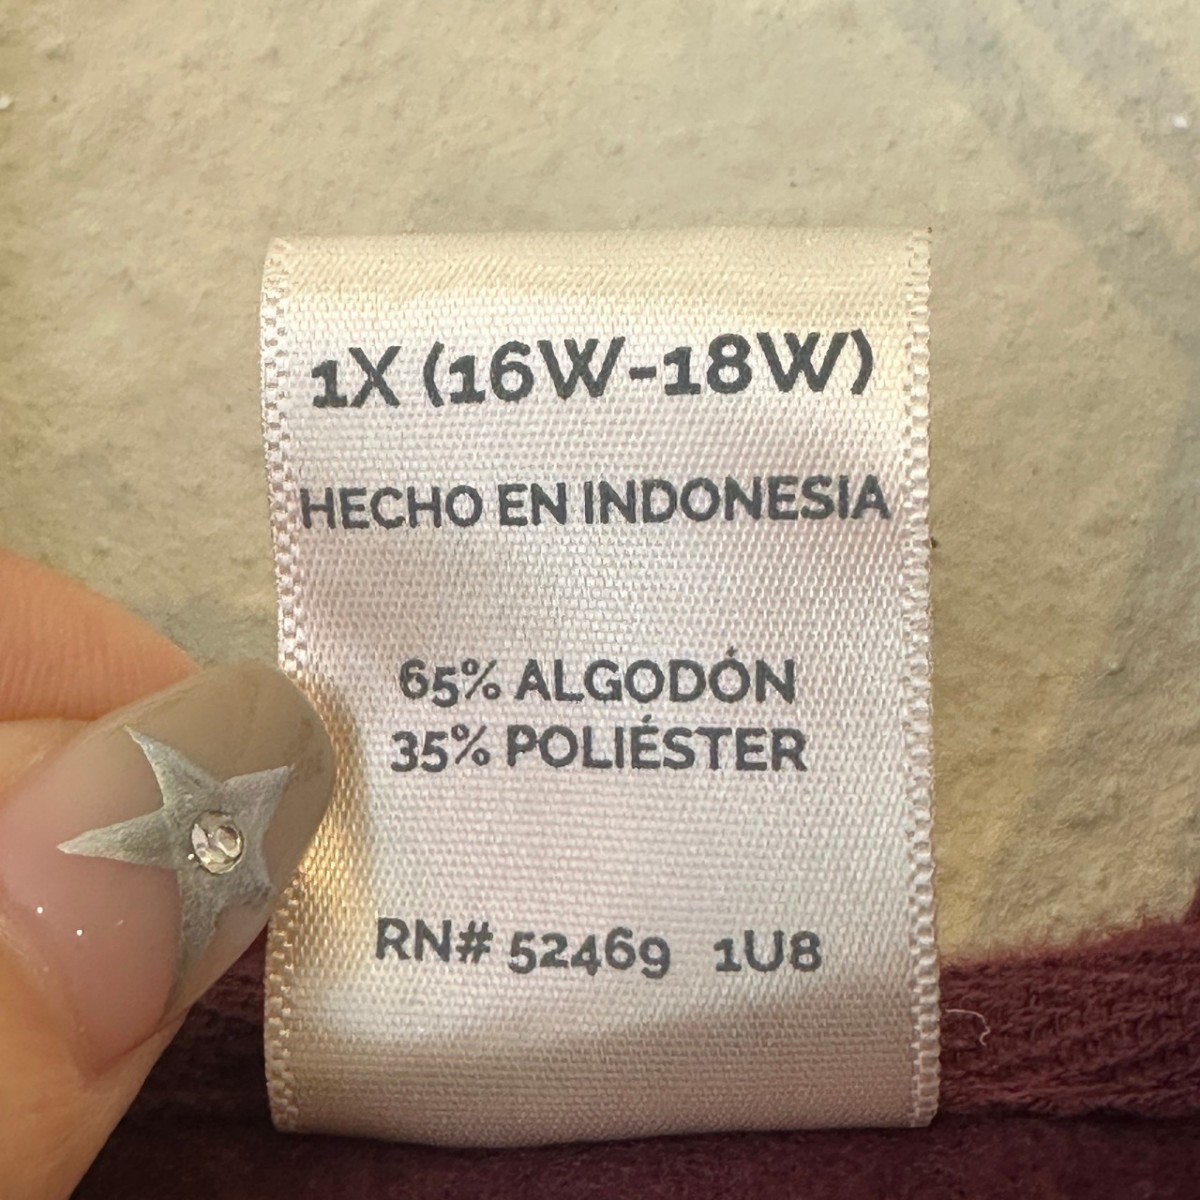 1X (16W-18W)
HECHO EN INDONESIA
65% ALGODÓN
35% POLIÉSTER
RN# 52469 1U8